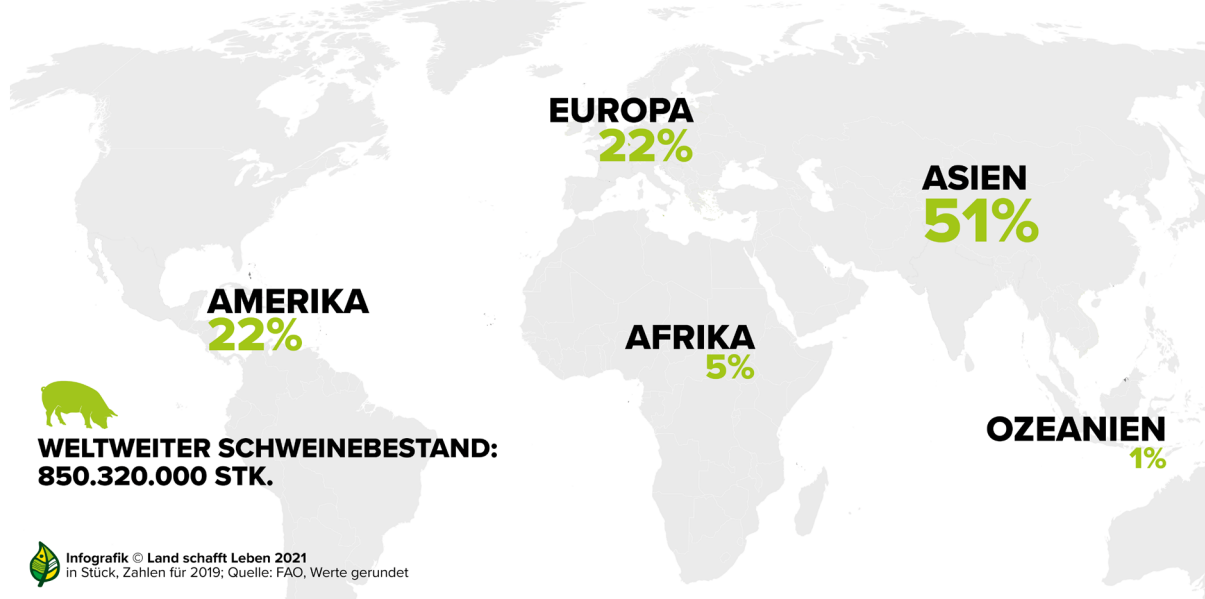 EUROPA
22%
ASIEN
51%
AMERIKA
22%
AFRIKA
5%
OZEANIEN
1%
WELTWEITER SCHWEINEBESTAND:
850.320.000 STK.
Infografik © Land schafft Leben 2021
in Stück, Zahlen für 2019; Quelle: FAO, Werte gerundet